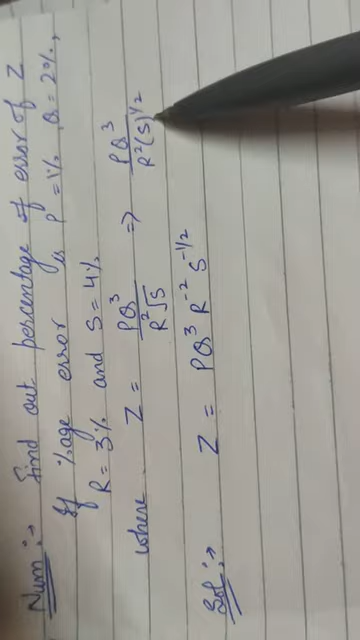 Num:→ Find out percentage of error of Z
If %age error is P = 1% Q = 2%,
R = 3% and S = 4%
where Z = PQ³/R²√S ⇒ PQ³/R²(S)^1/2
Sol:→ Z = PQ³ R⁻² S⁻¹/²